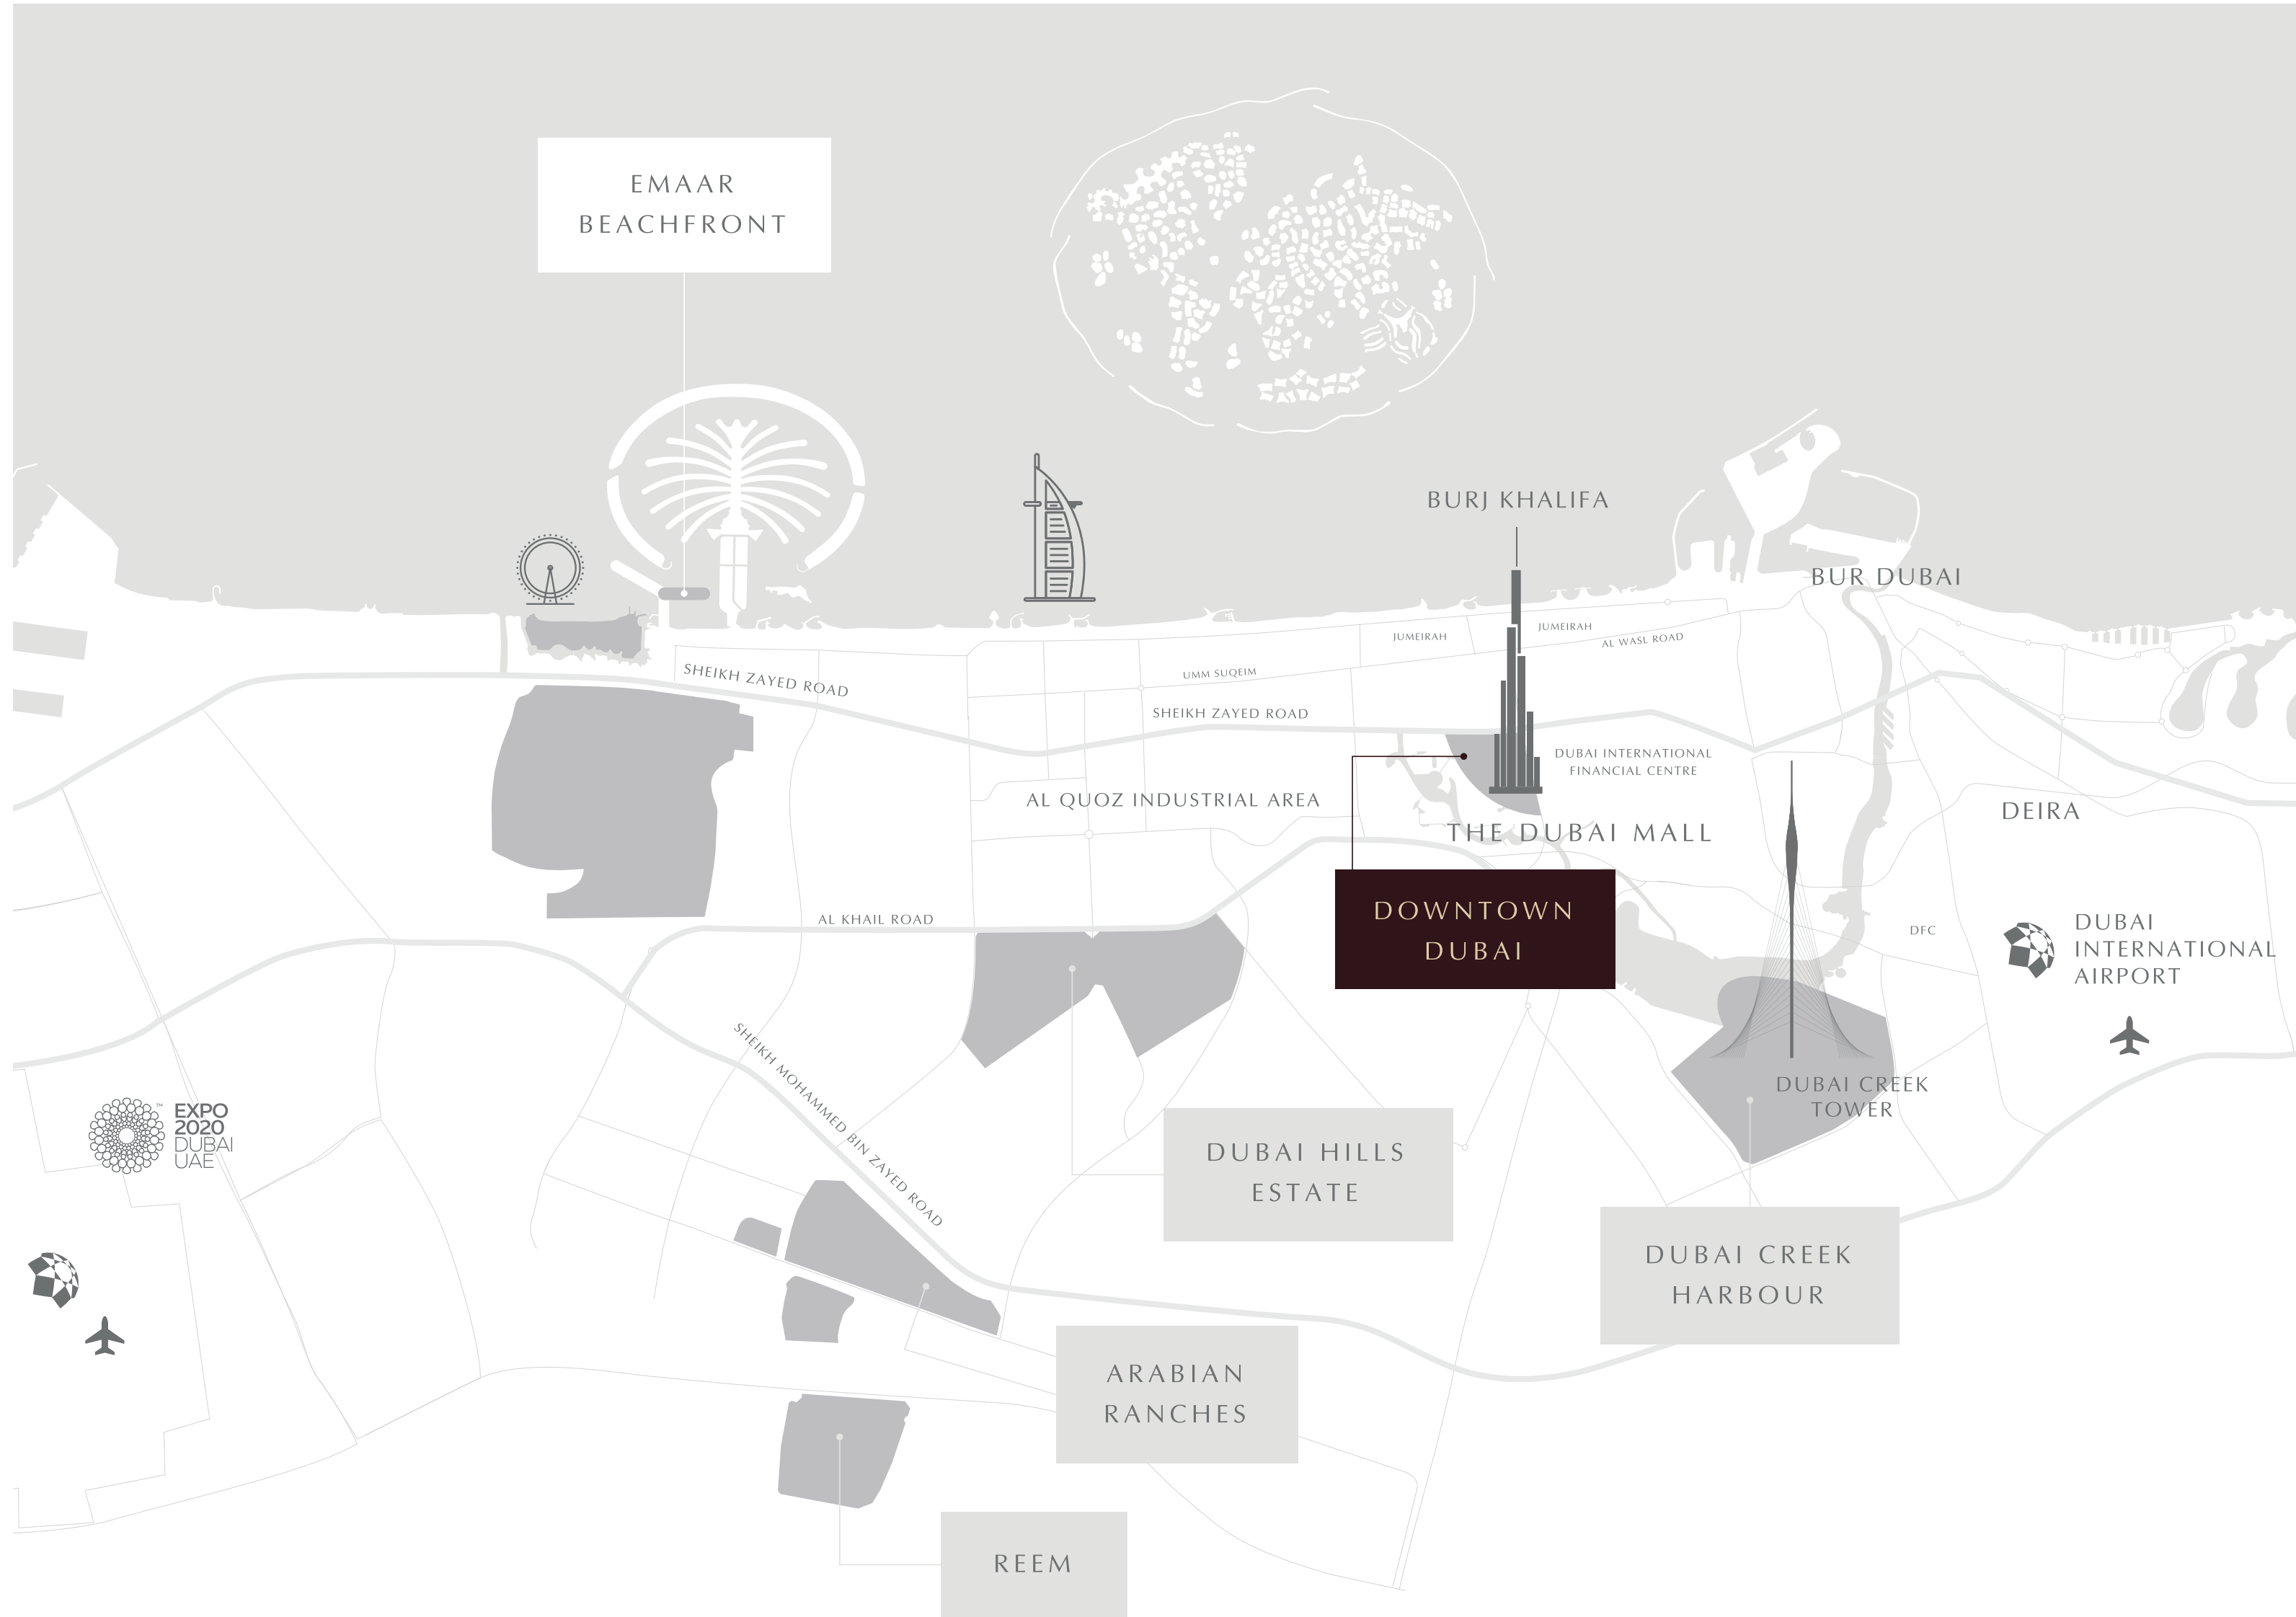 EMAAR
BEACHFRONT
BURJ KHALIFA
BUR DUBAI
JUMEIRAH
JUMEIRAH
AL WASL ROAD
UMM SUQEIM
SHEIKH ZAYED ROAD
SHEIKH ZAYED ROAD
DUBAI INTERNATIONAL
FINANCIAL CENTRE
AL QUOZ INDUSTRIAL AREA
THE DUBAI MALL
DEIRA
DOWNTOWN
DUBAI
AL KHAIL ROAD
DFC
DUBAI
INTERNATIONAL
AIRPORT
SHEIKH MOHAMMED BIN ZAYED ROAD
DUBAI CREEK
TOWER
EXPO
2020
DUBAI
UAE
™
DUBAI HILLS
ESTATE
DUBAI CREEK
HARBOUR
ARABIAN
RANCHES
REEM